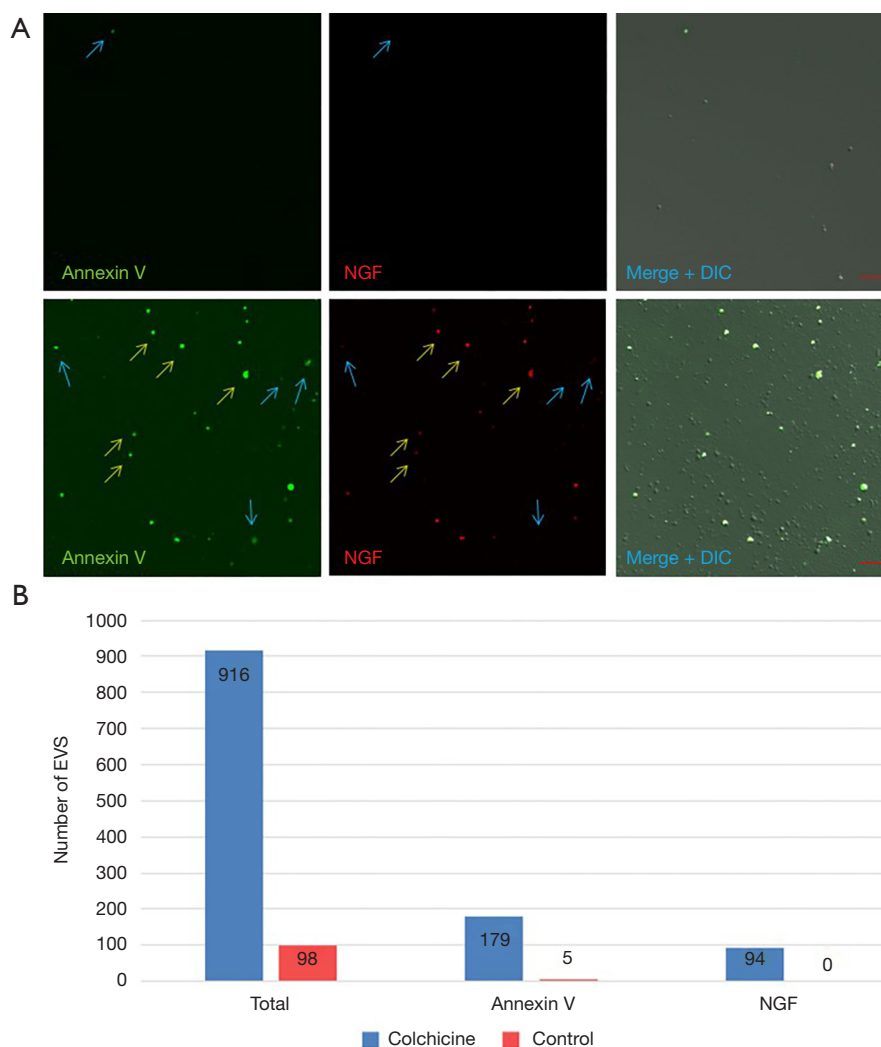 A
Annexin V
NGF
Merge + DIC
Annexin V
NGF
Merge + DIC
B
Number of EVS
1000
900
800
700
600
500
400
300
200
100
0
916
98
179
5
94
0
Total
Annexin V
NGF
Colchicine
Control